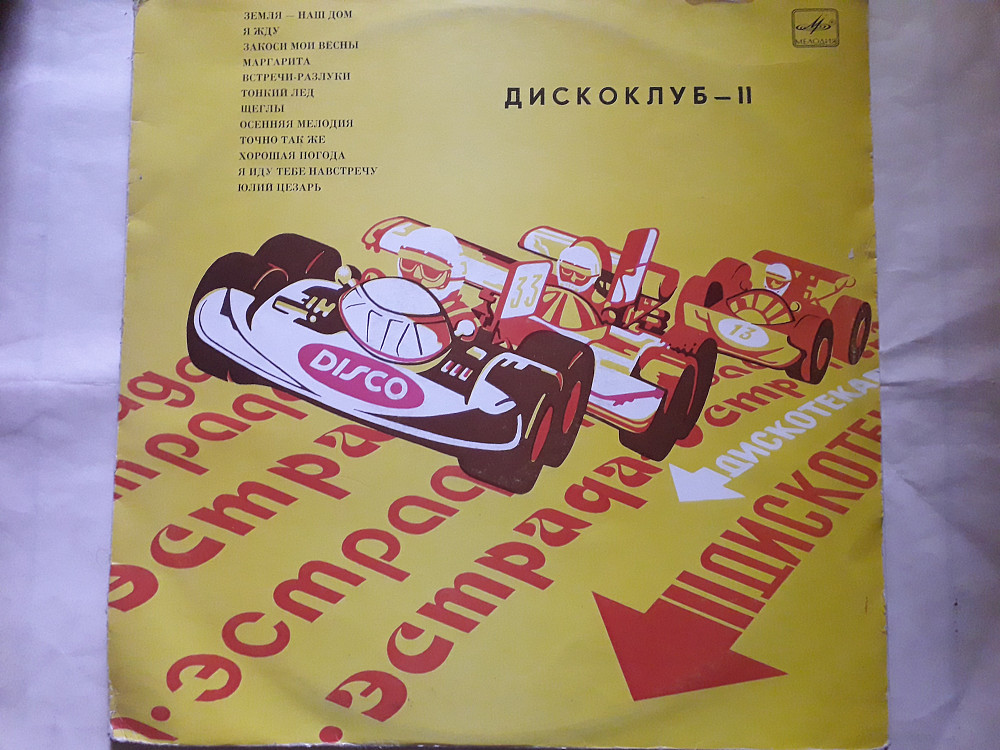 ЗЕМЛЯ — НАШ ДОМ
Я ЖДУ
ЗАКОСИ МОИ ВЕСНЫ
МАРГАРИТА
ВСТРЕЧИ-РАЗЛУКИ
ТОНКИЙ ЛЕД
ЩЕГЛЫ
ОСЕННЯЯ МЕЛОДИЯ
ТОЧНО ТАК ЖЕ
ХОРОШАЯ ПОГОДА
Я ИДУ ТЕБЕ НАВСТРЕЧУ
ЮЛИЙ ЦЕЗАРЬ
МЕЛОДИЯ
ДИСКОКЛУБ—11
33
13
Hi
DISCO
ДИСКОТЕКА
ДИСКОТЕ
эстрада
эстрада
эстрада